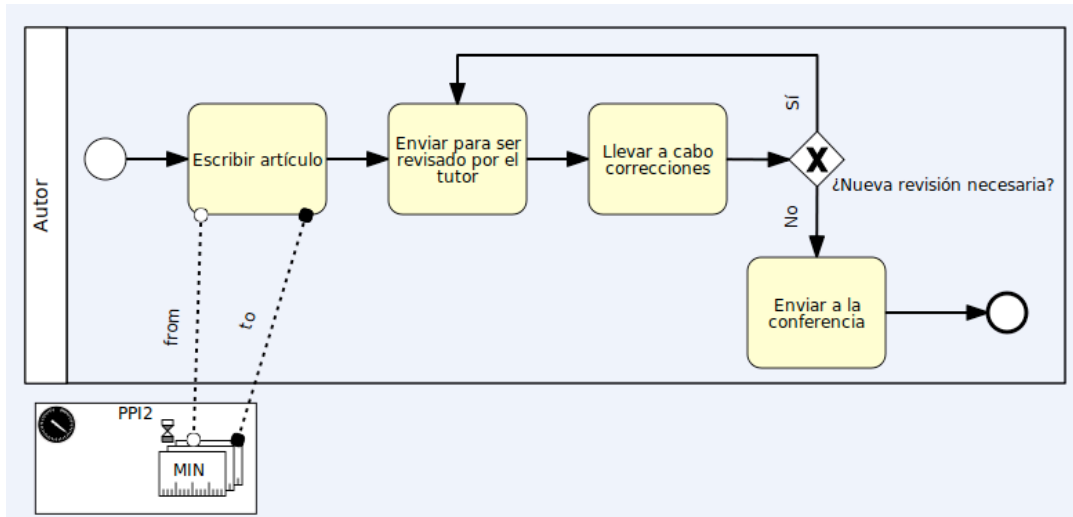 Autor
Escribir artículo
Enviar para ser
revisado por el
tutor
Llevar a cabo
correcciones
Sí
¿Nueva revisión necesaria?
No
Enviar a la
conferencia
from
to
PPI2
MIN